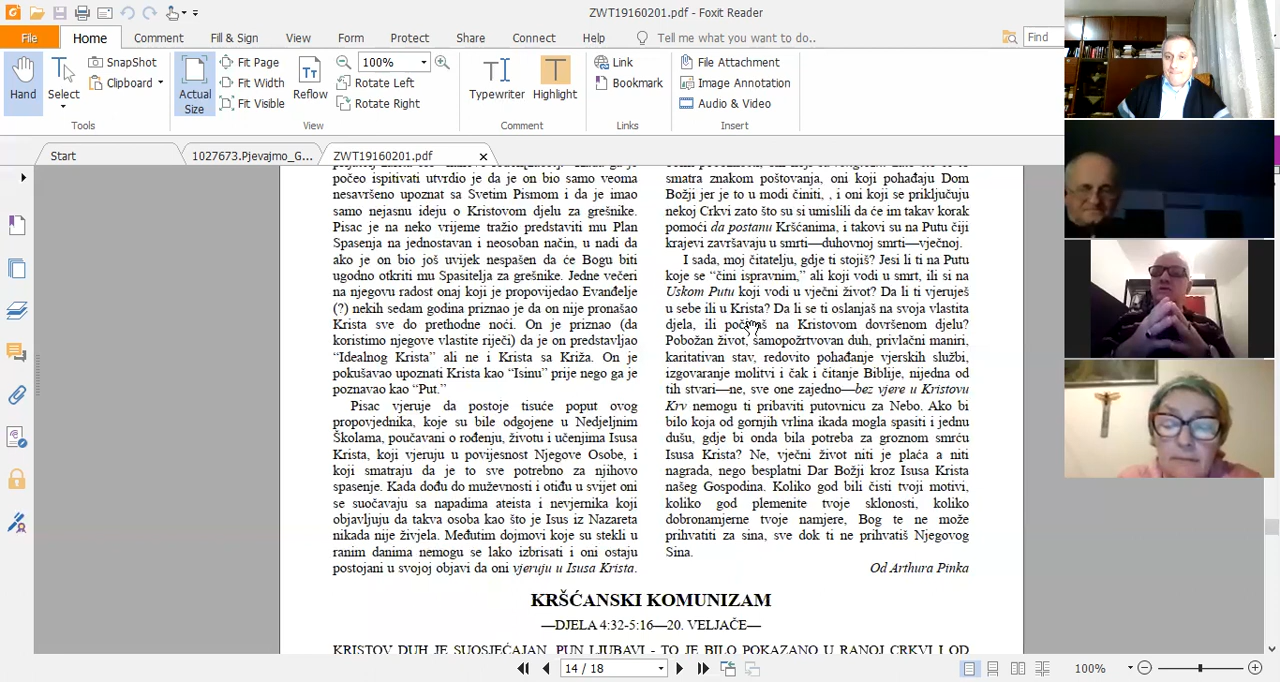 ZWT19160201.pdf - Foxit Reader
File Home Comment Fill & Sign View Form Protect Share Connect Help Tell me what you want to do.. Find
Hand
Select
SnapShot
Clipboard
Tools
Actual
Size
Fit Page
Fit Width
Fit Visible
Reflow
100%
Rotate Left
Rotate Right
View
Typewriter
Highlight
Comment
Link
Bookmark
Links
File Attachment
Image Annotation
Audio & Video
Insert
Start
1027673.Pjevajmo_G...
ZWT19160201.pdf
počeo ispitivati utvrdio je da je on bio samo veoma
nesavršeno upoznat sa Svetim Pismom i da je imao
samo nejasnu ideju o Kristovom djelu za grešnike.
Pisac je na neko vrijeme tražio predstaviti mu Plan
Spasenja na jednostavan i neosoban način, u nadi da
ako je on bio još uvijek nespašen da će Bogu biti
ugodno otkriti mu Spasitelja za grešnike. Jedne večeri
na njegovu radost onaj koji je propovijedao Evanđelje
(?) nekih sedam godina priznao je da on nije pronašao
Krista sve do prethodne noći. On je priznao (da
koristimo njegove vlastite riječi) da je on predstavljao
“Idealnog Krista” ali ne i Krista sa Križa. On je
pokušavao upoznati Krista kao “Isinu” prije nego ga je
poznavao kao “Put.”
Pisac vjeruje da postoje tisuće poput ovog
propovjednika, koje su bile odgojene u Nedjeljnim
Školama, poučavani o rođenju, životu i učenjima Isusa
Krista, koji vjeruju u povijesnost Njegove Osobe, i
koji smatraju da je to sve potrebno za njihovo
spasenje. Kada dođu do muževnosti i otiđu u svijet oni
se suočavaju sa napadima ateista i nevjernika koji
objavljuju da takva osoba kao što je Isus iz Nazareta
nikada nije živjela. Međutim dojmovi koje su stekli u
ranim danima nemogu se lako izbrisati i oni ostaju
postojani u svojoj objavi da oni vjeruju u Isusa Krista.
smatra znakom poštovanja, oni koji pohađaju Dom
Božji jer je to u modi činiti, , i oni koji se priključuju
nekoj Crkvi zato što su si umislili da će im takav korak
pomoći da postanu Kršćanima, i takovi su na Putu čiji
krajevi završavaju u smrti—duhovnoj smrti—vječnoj.
I sada, moj čitatelju, gdje ti stojiš? Jesi li ti na Putu
koje se “čini ispravnim,” ali koji vodi u smrt, ili si na
Uskom Putu koji vodi u vječni život? Da li ti vjeruješ
u sebe ili u Krista? Da li se ti oslanjaš na svoja vlastita
djela, ili na Kristovom dovršenom djelu?
Pobožan život, samopožrtvovan duh, privlačni maniri,
karitativan stav, redovito pohađanje vjerskih službi,
izgovaranje molitvi i čak i čitanje Biblije, nijedna od
tih stvari—ne, sve one zajedno—bez vjere u Kristovu
Krv nemogu ti pribaviti putovnicu za Nebo. Ako bi
bilo koja od gornjih vrlina ikada mogla spasiti i jednu
dušu, gdje bi onda bila potreba za groznom smrću
Isusa Krista? Ne, vječni život niti je plaća a niti
nagrada, nego besplatni Dar Božji kroz Isusa Krista
našeg Gospodina. Koliko god bili čisti tvoji motivi,
koliko god plemenite tvoje sklonosti, koliko
dobronamjerne tvoje namjere, Bog te ne može
prihvatiti za sina, sve dok ti ne prihvatiš Njegovog
Sina.
Od Arthura Pinka
KRŠĆANSKI KOMUNIZAM
—DJELA 4:32-5:16—20. VELJAČE—
KRISTOV DUH JE SUOSJEĆAJAN, PUN LJUBAVI - TO JE BILO POKAZANO U RANOJ CRKVI I OD
14 / 18
100%